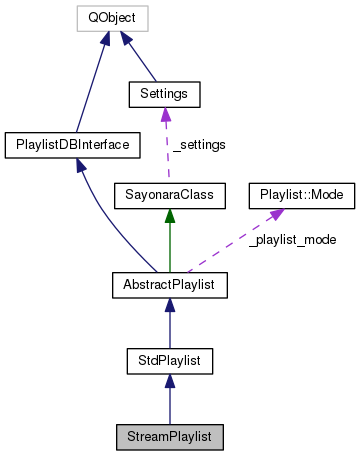 QObject
Settings
PlaylistDBInterface
_settings
SayonaraClass
Playlist::Mode
_playlist_mode
AbstractPlaylist
StdPlaylist
StreamPlaylist